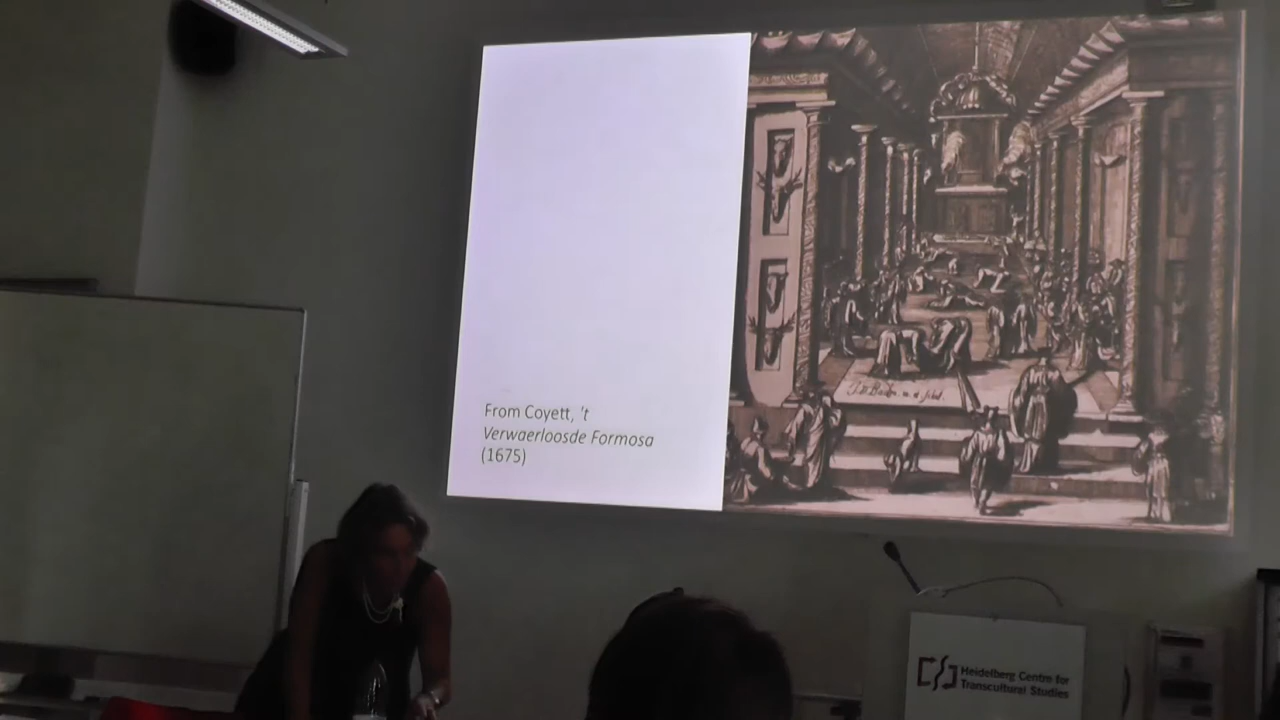 From Coyett, 't
Verwaerloosde Formosa
(1675)
Heidelberg Centre for
Transcultural Studies